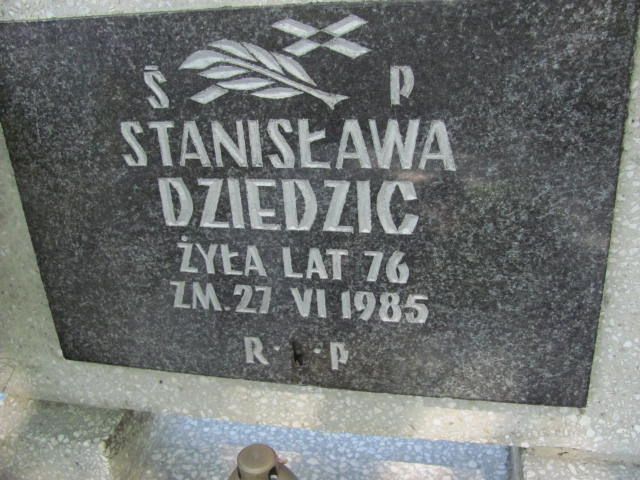 Ś P
STANISŁAWA
DZIEDZIC
ŻYŁA LAT 76
ZM. 27 VI 1985
R · I · P